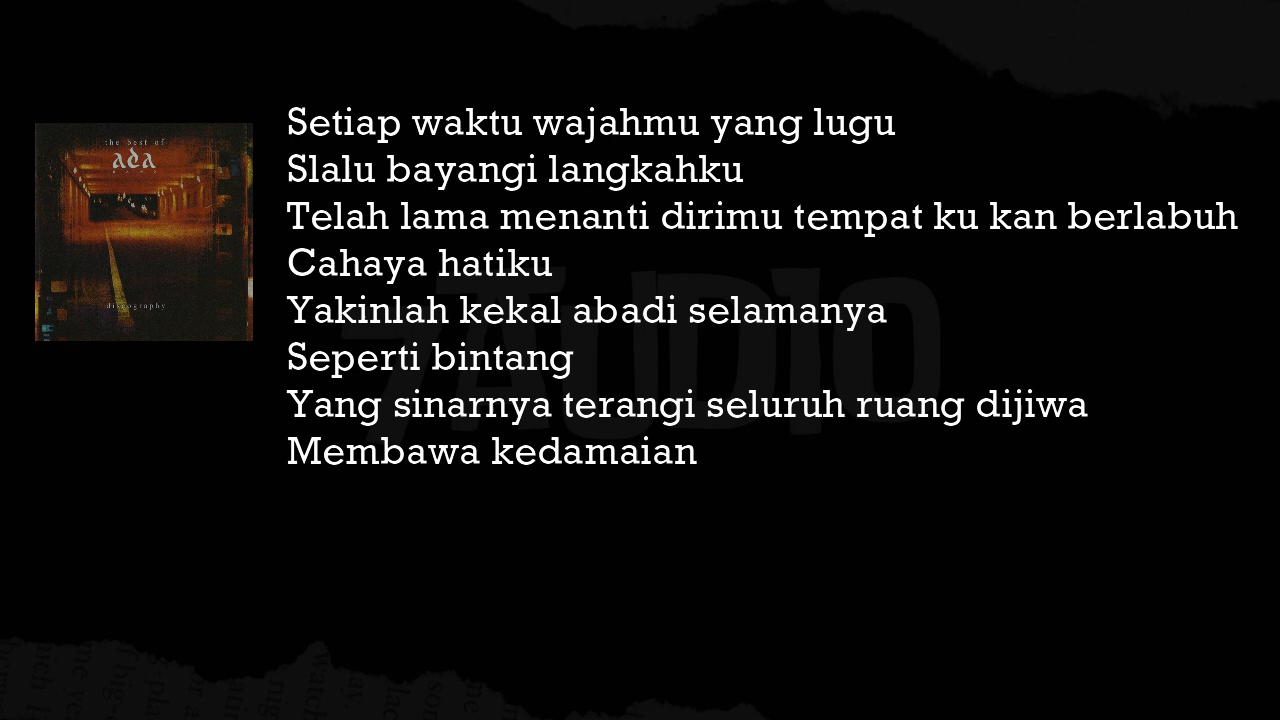 the best of
ada
discography
Setiap waktu wajahmu yang lugu
Slalu bayangi langkahku
Telah lama menanti dirimu tempat ku kan berlabuh
Cahaya hatiku
Yakinlah kekal abadi selamanya
Seperti bintang
Yang sinarnya terangi seluruh ruang dijiwa
Membawa kedamaian
7AUDIO